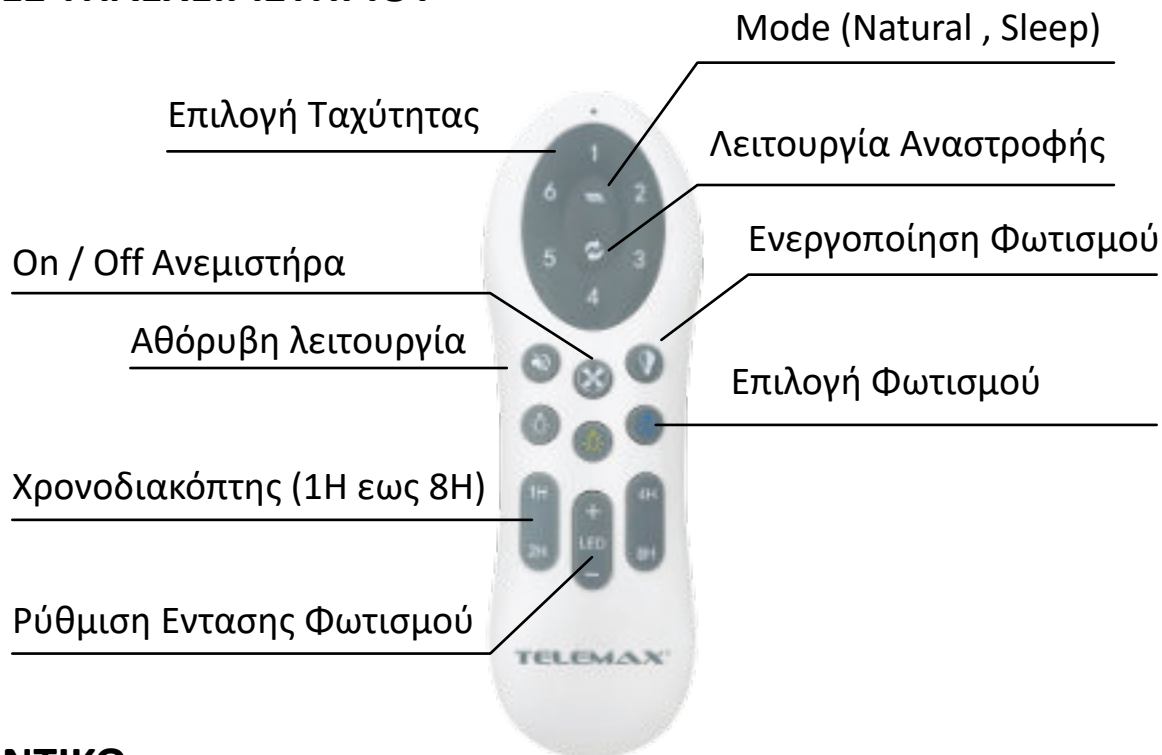 Mode (Natural , Sleep)
Επιλογή Ταχύτητας
Λειτουργία Αναστροφής
1
6
2
5
3
4
Ενεργοποίηση Φωτισμού
On / Off Ανεμιστήρα
Αθόρυβη λειτουργία
Επιλογή Φωτισμού
Χρονοδιακόπτης (1Η εως 8Η)
1H
+
4H
2H
LED
8H
−
Ρύθμιση Εντασης Φωτισμού
TELEMAX